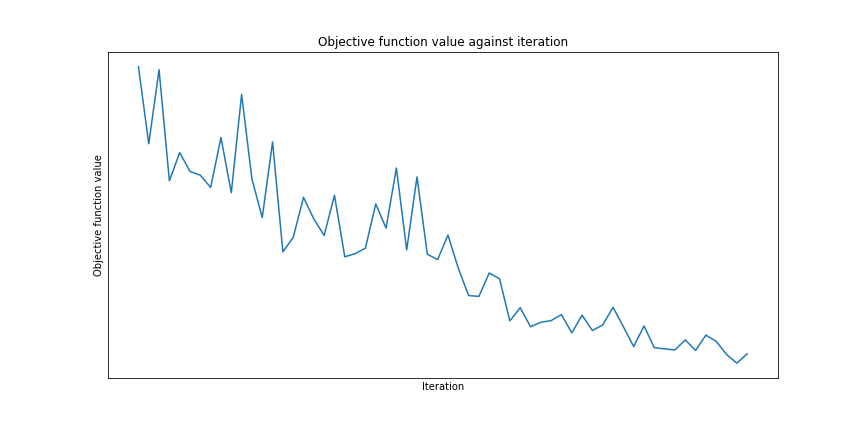 Objective function value against iteration
Objective function value
Iteration